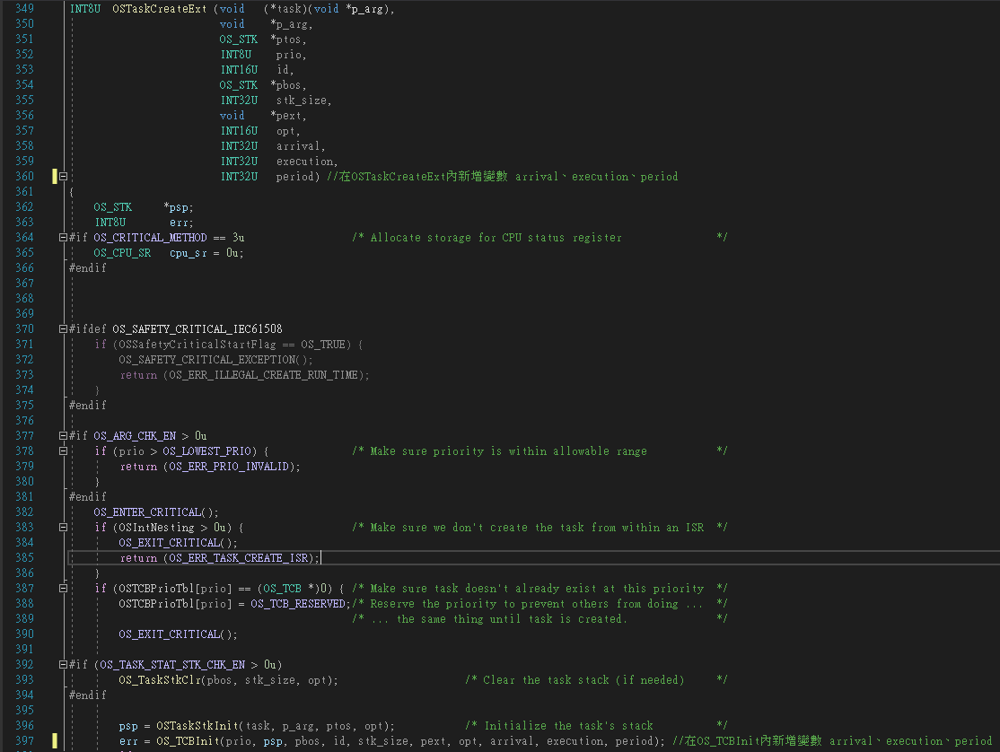 349 INT8U  OSTaskCreateExt (void   (*task)(void *p_arg),
350                         void    *p_arg,
351                         OS_STK  *ptos,
352                         INT8U    prio,
353                         INT16U   id,
354                         OS_STK  *pbos,
355                         INT32U   stk_size,
356                         void    *pext,
357                         INT16U   opt,
358                         INT32U   arrival,
359                         INT32U   execution,
360                         INT32U   period) //在OSTaskCreateExt內新增變數 arrival、execution、period
361 {
362     OS_STK     *psp;
363     INT8U       err;
364 #if OS_CRITICAL_METHOD == 3u                 /* Allocate storage for CPU status register               */
365     OS_CPU_SR   cpu_sr = 0u;
366 #endif
367
368
369
370 #ifdef OS_SAFETY_CRITICAL_IEC61508
371     if (OSSafetyCriticalStartFlag == OS_TRUE) {
372         OS_SAFETY_CRITICAL_EXCEPTION();
373         return (OS_ERR_ILLEGAL_CREATE_RUN_TIME);
374     }
375 #endif
376
377 #if OS_ARG_CHK_EN > 0u
378     if (prio > OS_LOWEST_PRIO) {             /* Make sure priority is within allowable range           */
379         return (OS_ERR_PRIO_INVALID);
380     }
381 #endif
382     OS_ENTER_CRITICAL();
383     if (OSIntNesting > 0u) {                 /* Make sure we don't create the task from within an ISR  */
384         OS_EXIT_CRITICAL();
385         return (OS_ERR_TASK_CREATE_ISR);
386     }
387     if (OSTCBPrioTbl[prio] == (OS_TCB *)0) { /* Make sure task doesn't already exist at this priority  */
388         OSTCBPrioTbl[prio] = OS_TCB_RESERVED;/* Reserve the priority to prevent others from doing ...  */
389                                              /* ... the same thing until task is created.              */
390         OS_EXIT_CRITICAL();
391
392 #if (OS_TASK_STAT_STK_CHK_EN > 0u)
393         OS_TaskStkClr(pbos, stk_size, opt);                    /* Clear the task stack (if needed)     */
394 #endif
395
396         psp = OSTaskStkInit(task, p_arg, ptos, opt);           /* Initialize the task's stack          */
397         err = OS_TCBInit(prio, psp, pbos, id, stk_size, pext, opt, arrival, execution, period); //在OS_TCBInit內新增變數 arrival、execution、period